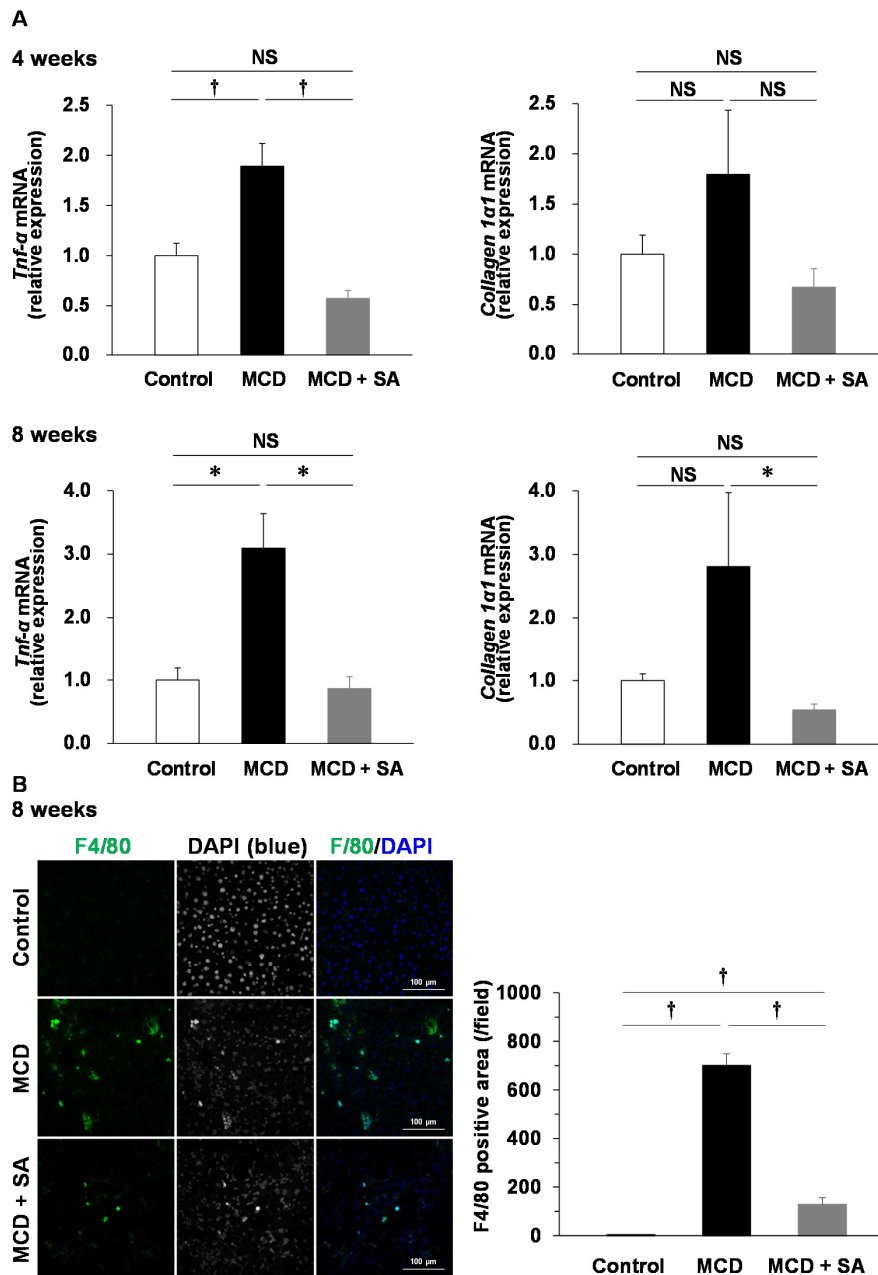 A
4 weeks
NS
† †
2.5
2.0
1.5
1.0
0.5
0.0
Tnf-α mRNA
(relative expression)
Control MCD MCD + SA
NS
NS NS
2.5
2.0
1.5
1.0
0.5
0.0
Collagen 1α1 mRNA
(relative expression)
Control MCD MCD + SA
8 weeks
NS
* *
4.0
3.0
2.0
1.0
0.0
Tnf-α mRNA
(relative expression)
Control MCD MCD + SA
NS
NS *
4.0
3.0
2.0
1.0
0.0
Collagen 1α1 mRNA
(relative expression)
Control MCD MCD + SA
B
8 weeks
F4/80 DAPI (blue) F/80/DAPI
Control
100 μm
MCD
100 μm
MCD + SA
100 μm
†
† †
1000
800
600
400
200
0
F4/80 positive area (/field)
Control MCD MCD + SA